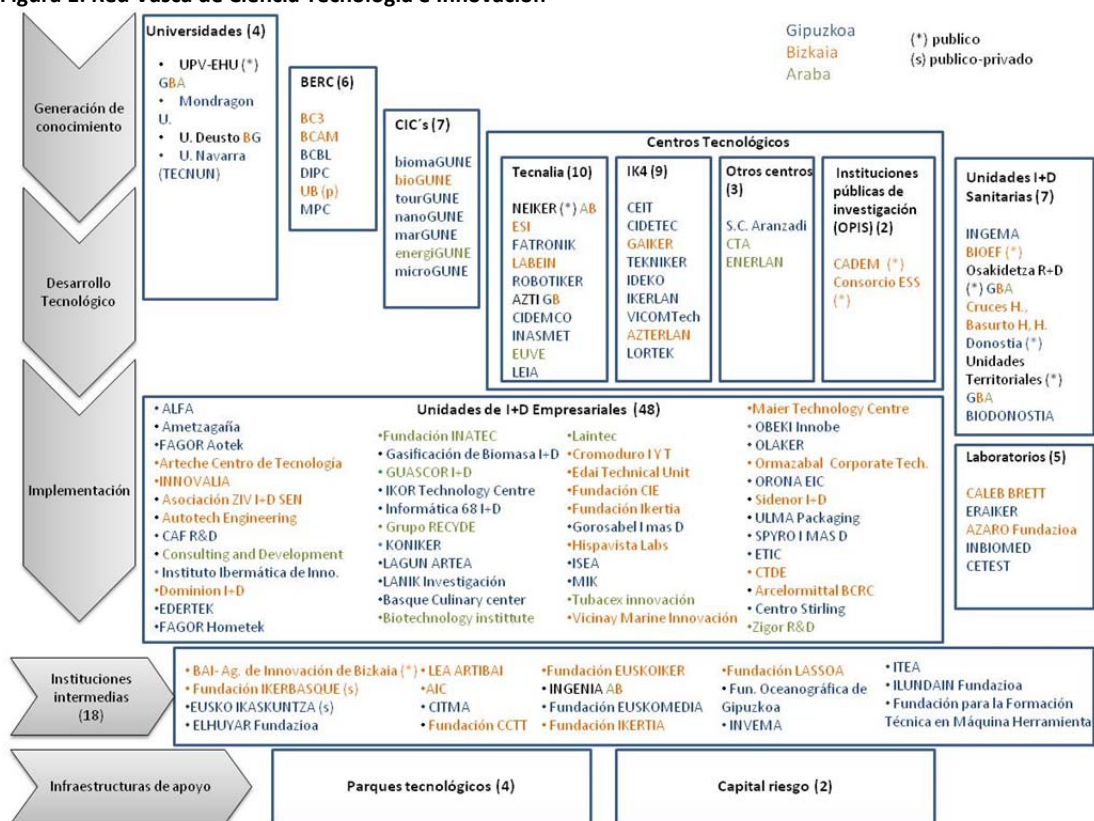 Figura 1. Red Vasca de Ciencia Tecnología e Innovación
Gipuzkoa
Bizkaia
Araba
(*) publico
(s) publico-privado
Generación de
conocimiento
Desarrollo
Tecnológico
Implementación
Universidades (4)
• UPV-EHU (*)
GBA
• Mondragon
U.
• U. Deusto BG
• U. Navarra
(TECNUN)
BERC (6)
BC3
BCAM
BCBL
DIPC
UB (p)
MPC
CIC´s (7)
biomaGUNE
bioGUNE
tourGUNE
nanoGUNE
marGUNE
energiGUNE
microGUNE
Centros Tecnológicos
Tecnalia (10)
NEIKER (*) AB
ESI
FATRONIK
LABEIN
ROBOTIKER
AZTI GB
CIDEMCO
INASMET
EUVE
LEIA
IK4 (9)
CEIT
CIDETEC
GAIKER
TEKNIKER
IDEKO
IKERLAN
VICOMTech
AZTERLAN
LORTEK
Otros centros
(3)
S.C. Aranzadi
CTA
ENERLAN
Instituciones
públicas de
investigación
(OPIS) (2)
CADEM (*)
Consorcio ESS
(*)
Unidades I+D
Sanitarias (7)
INGEMA
BIOEF (*)
Osakidetza R+D
(*) GBA
Cruces H.,
Basurto H, H.
Donostia (*)
Unidades
Territoriales (*)
GBA
BIODONOSTIA
Unidades de I+D Empresariales (48)
• ALFA
• Ametzagaña
•FAGOR Aotek
•Arteche Centro de Tecnología
•INNOVALIA
• Asociación ZIV I+D SEN
• Autotech Engineering
• CAF R&D
• Consulting and Development
• Instituto Ibermática de Inno.
• Dominion I+D
• EDERTEK
• FAGOR Hometek
•Fundación INATEC
• Gasificación de Biomasa I+D
• GUASCOR I+D
• IKOR Technology Centre
• Informática 68 I+D
• Grupo RECYDE
• KONIKER
•LAGUN ARTEA
•LANIK Investigación
•Basque Culinary center
•Biotechnology instittute
•Laintec
•Cromoduro I Y T
•Edai Technical Unit
•Fundación CIE
•Fundación Ikertia
•Gorosabel I mas D
•Hispavista Labs
•ISEA
•MIK
•Tubacex innovación
•Vicinay Marine Innovación
•Maier Technology Centre
• OBEKI Innobe
• OLAKER
• Ormazabal Corporate Tech.
• ORONA EIC
• Sidenor I+D
• ULMA Packaging
• SPYRO I MAS D
• ETIC
• CTDE
• Arcelormittal BCRC
• Centro Stirling
•Zigor R&D
Laboratorios (5)
CALEB BRETT
ERAIKER
AZARO Fundazioa
INBIOMED
CETEST
Instituciones
intermedias
(18)
• BAI- Ag. de Innovación de Bizkaia (*)
• Fundación IKERBASQUE (s)
•EUSKO IKASKUNTZA (s)
• ELHUYAR Fundazioa
• LEA ARTIBAI
•AIC
• CITMA
• Fundación CCTT
•Fundación EUSKOIKER
• INGENIA AB
• Fundación EUSKOMEDIA
• Fundación IKERTIA
•Fundación LASSOA
• Fun. Oceanográfica de
Gipuzkoa
• INVEMA
• ITEA
• ILUNDAIN Fundazioa
• Fundación para la Formación
Técnica en Máquina Herramienta
Infraestructuras de apoyo
Parques tecnológicos (4)
Capital riesgo (2)